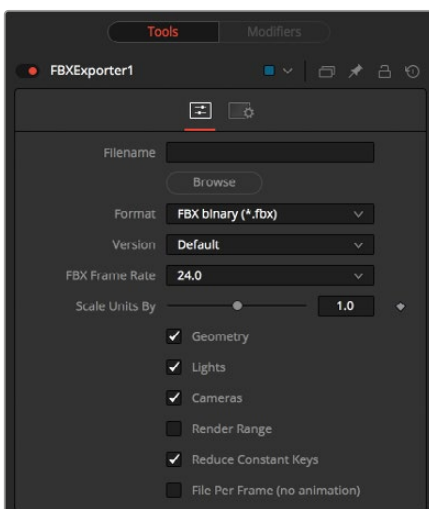 Tools Modifiers
FBXExporter1
Filename
Browse
Format FBX binary (*.fbx)
Version Default
FBX Frame Rate 24.0
Scale Units By 1.0
Geometry
Lights
Cameras
Render Range
Reduce Constant Keys
File Per Frame (no animation)